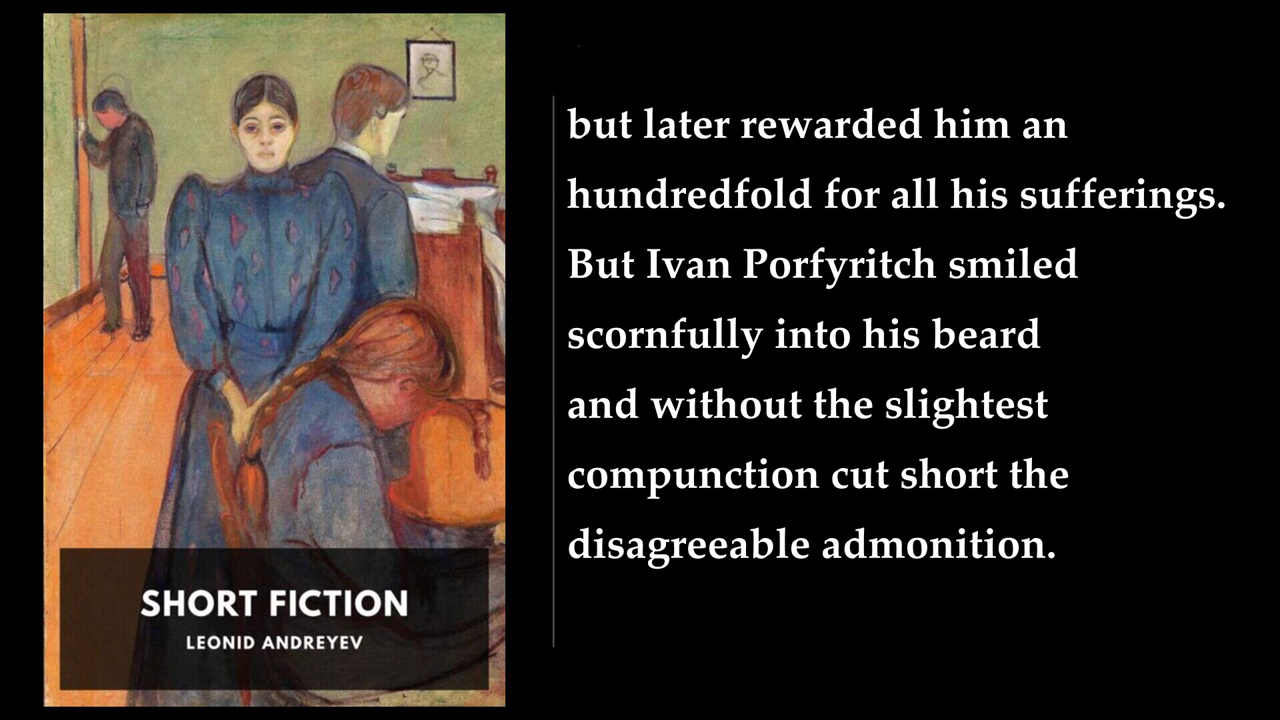 SHORT FICTION
LEONID ANDREYEV
but later rewarded him an
hundredfold for all his sufferings.
But Ivan Porfyritch smiled
scornfully into his beard
and without the slightest
compunction cut short the
disagreeable admonition.